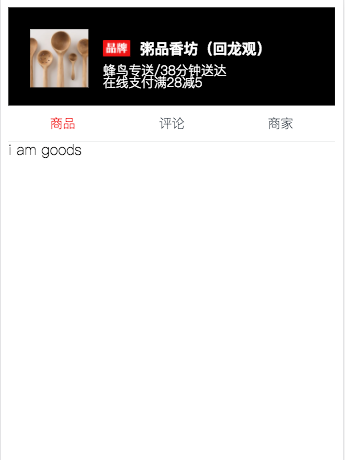 品牌 粥品香坊（回龙观）
蜂鸟专送/38分钟送达
在线支付满28减5
商品 评论 商家
i am goods